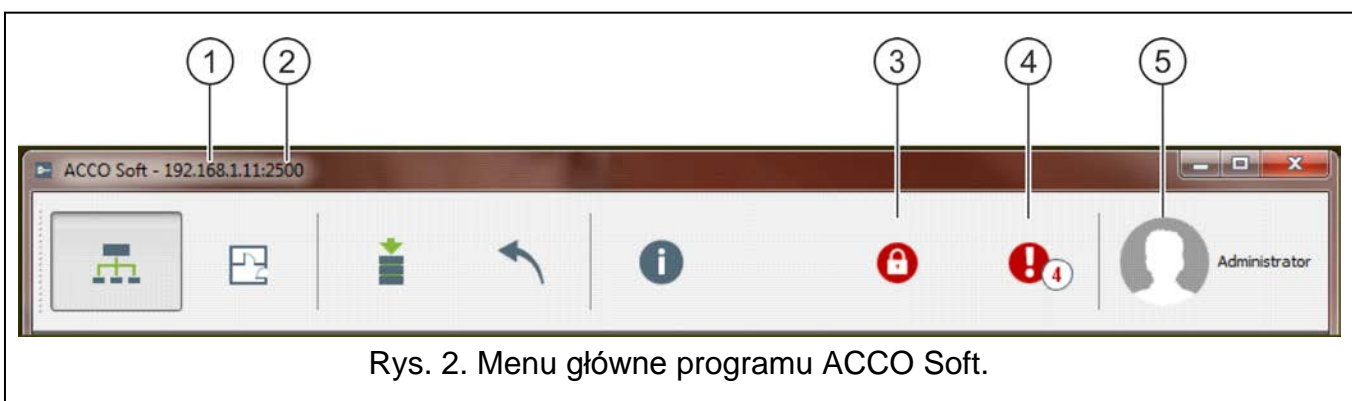 1 2 3 4 5
ACCO Soft - 192.168.1.11:2500
4
Administrator
Rys. 2. Menu główne programu ACCO Soft.